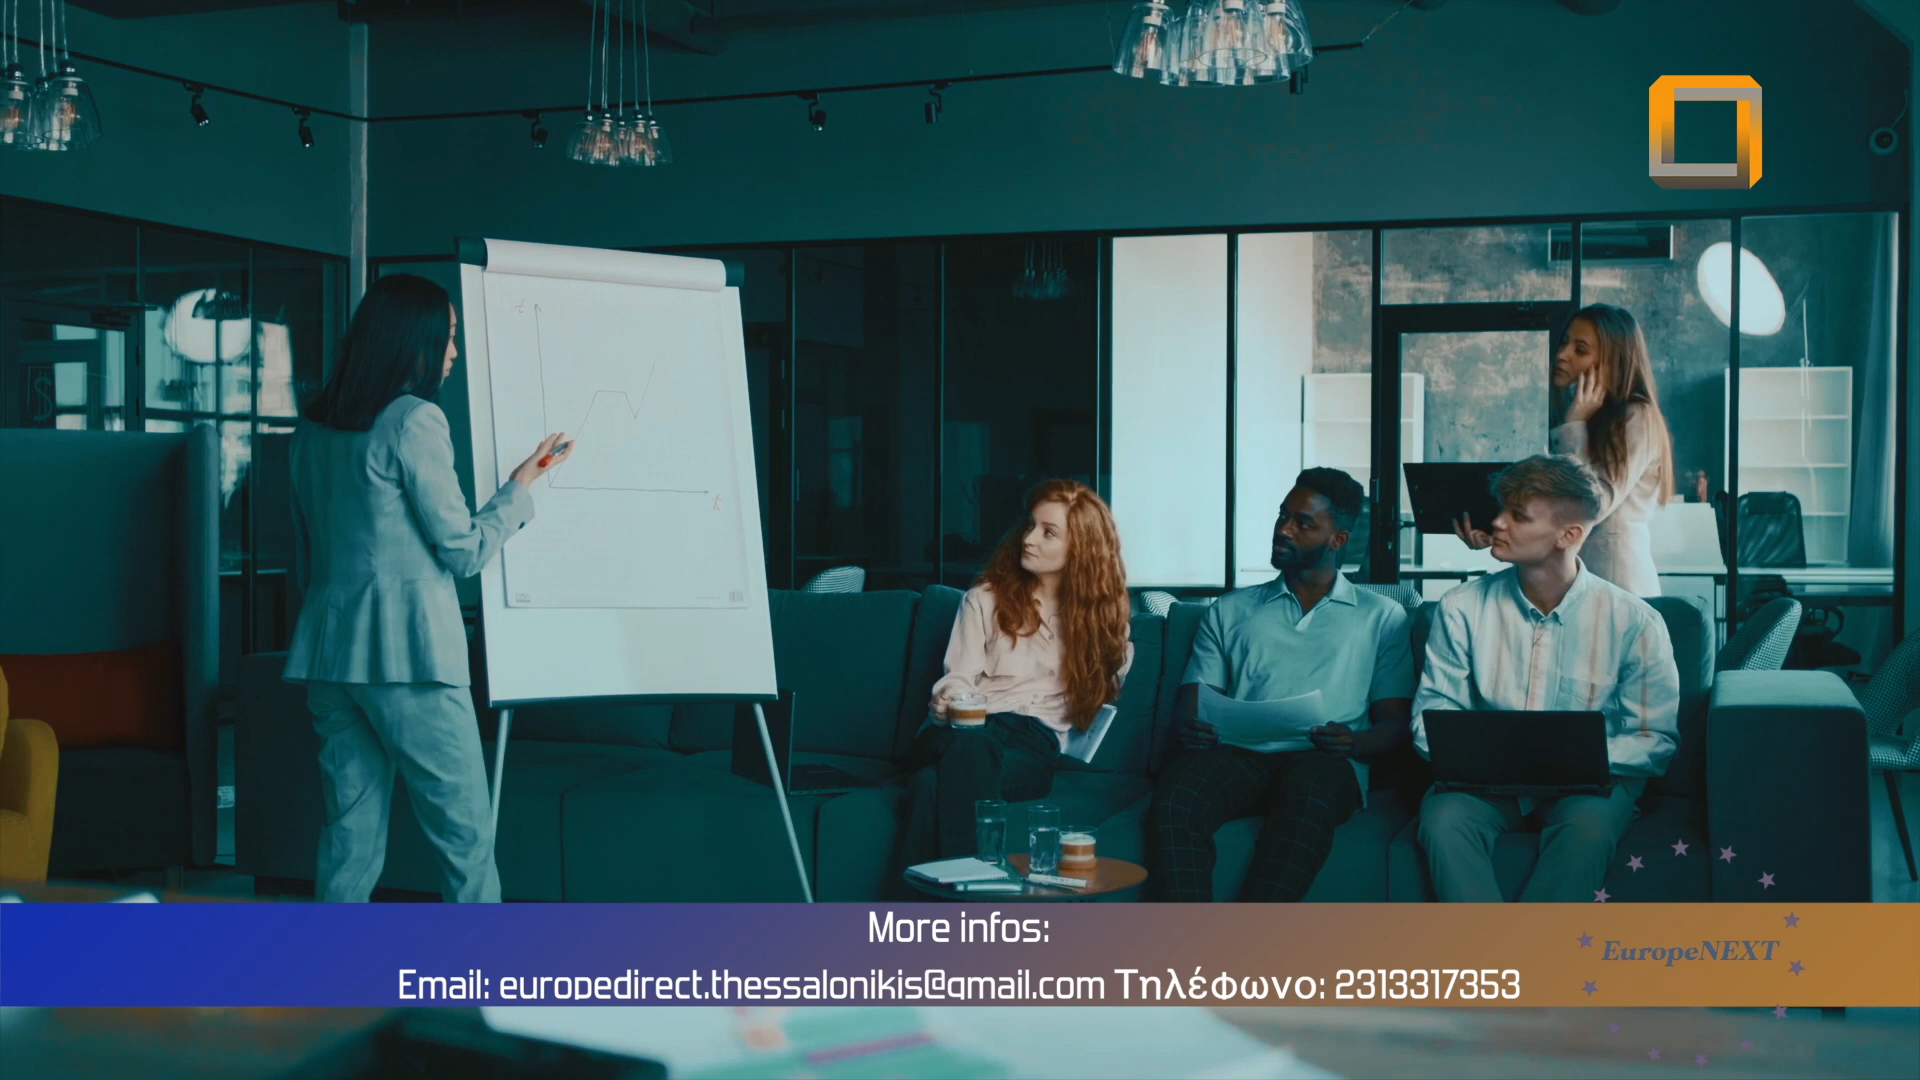 t
t
More infos:
Email: europedirect.thessalonikis@gmail.com Τηλέφωνο: 2313317353
EuropeNEXT